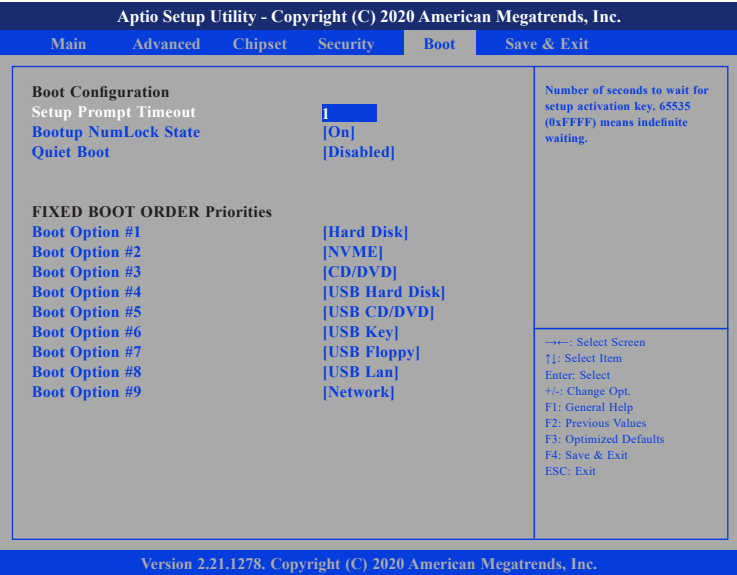 Aptio Setup Utility - Copyright (C) 2020 American Megatrends, Inc.
Main Advanced Chipset Security Boot Save & Exit
Boot Configuration
Setup Prompt Timeout 1
Bootup NumLock State [On]
Quiet Boot [Disabled]
FIXED BOOT ORDER Priorities
Boot Option #1 [Hard Disk]
Boot Option #2 [NVME]
Boot Option #3 [CD/DVD]
Boot Option #4 [USB Hard Disk]
Boot Option #5 [USB CD/DVD]
Boot Option #6 [USB Key]
Boot Option #7 [USB Floppy]
Boot Option #8 [USB Lan]
Boot Option #9 [Network]
Number of seconds to wait for
setup activation key. 65535
(0xFFFF) means indefinite
waiting.
→←: Select Screen
↑↓: Select Item
Enter: Select
+/-: Change Opt.
F1: General Help
F2: Previous Values
F3: Optimized Defaults
F4: Save & Exit
ESC: Exit
Version 2.21.1278. Copyright (C) 2020 American Megatrends, Inc.